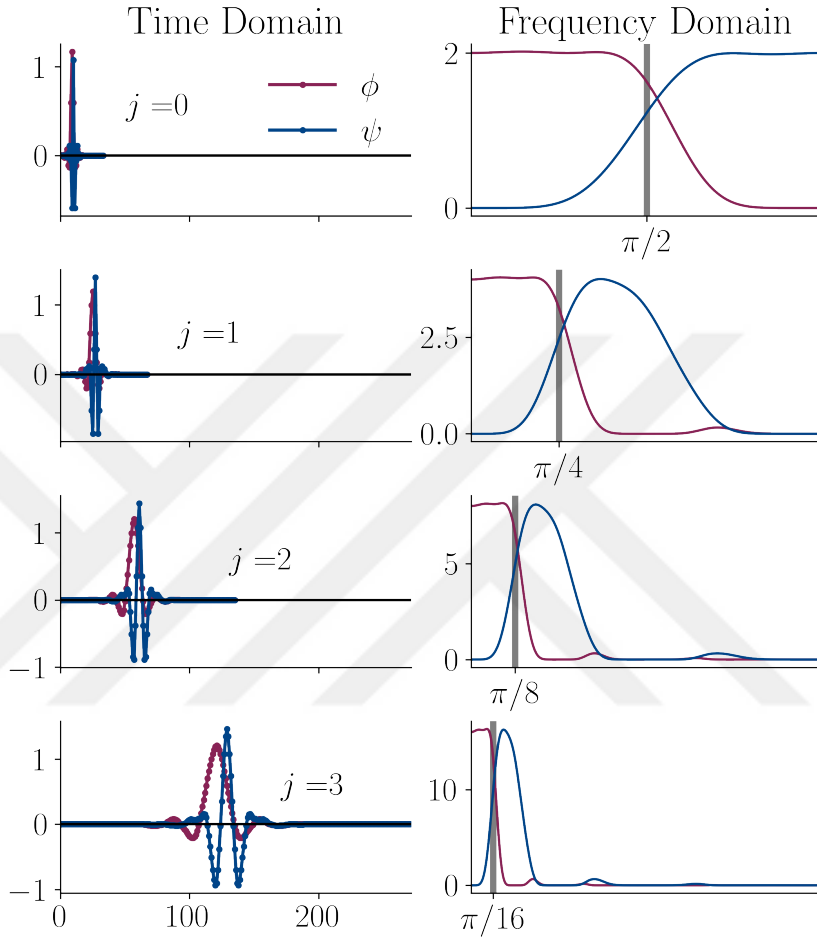 Time Domain
Frequency Domain
1
0
j =0
ϕ
ψ
2
0
π/2
1
0
j =1
2.5
0.0
π/4
1
0
−1
j =2
5
0
π/8
1
0
−1
j =3
0
100
200
10
0
π/16